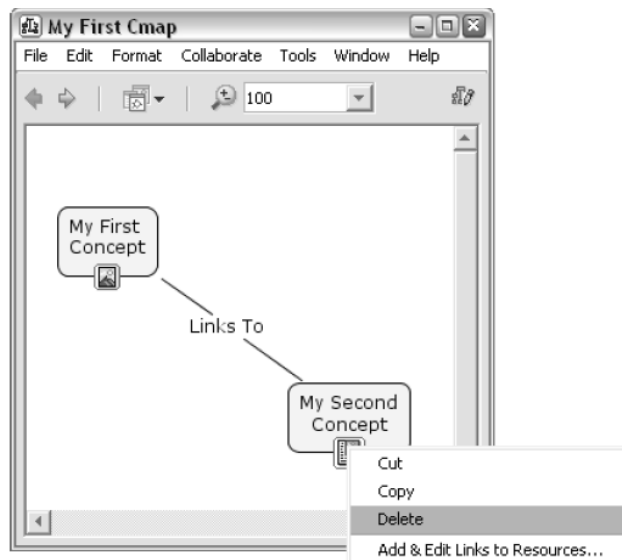 My First Cmap
File Edit Format Collaborate Tools Window Help
100
My First
Concept
Links To
My Second
Concept
Cut
Copy
Delete
Add & Edit Links to Resources...